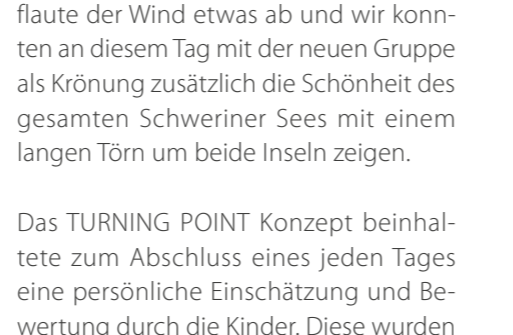 flaute der Wind etwas ab und wir konn-
ten an diesem Tag mit der neuen Gruppe
als Krönung zusätzlich die Schönheit des
gesamten Schweriner Sees mit einem
langen Törn um beide Inseln zeigen.
Das TURNING POINT Konzept beinhal-
tete zum Abschluss eines jeden Tages
eine persönliche Einschätzung und Be-
wertung durch die Kinder. Diese wurden